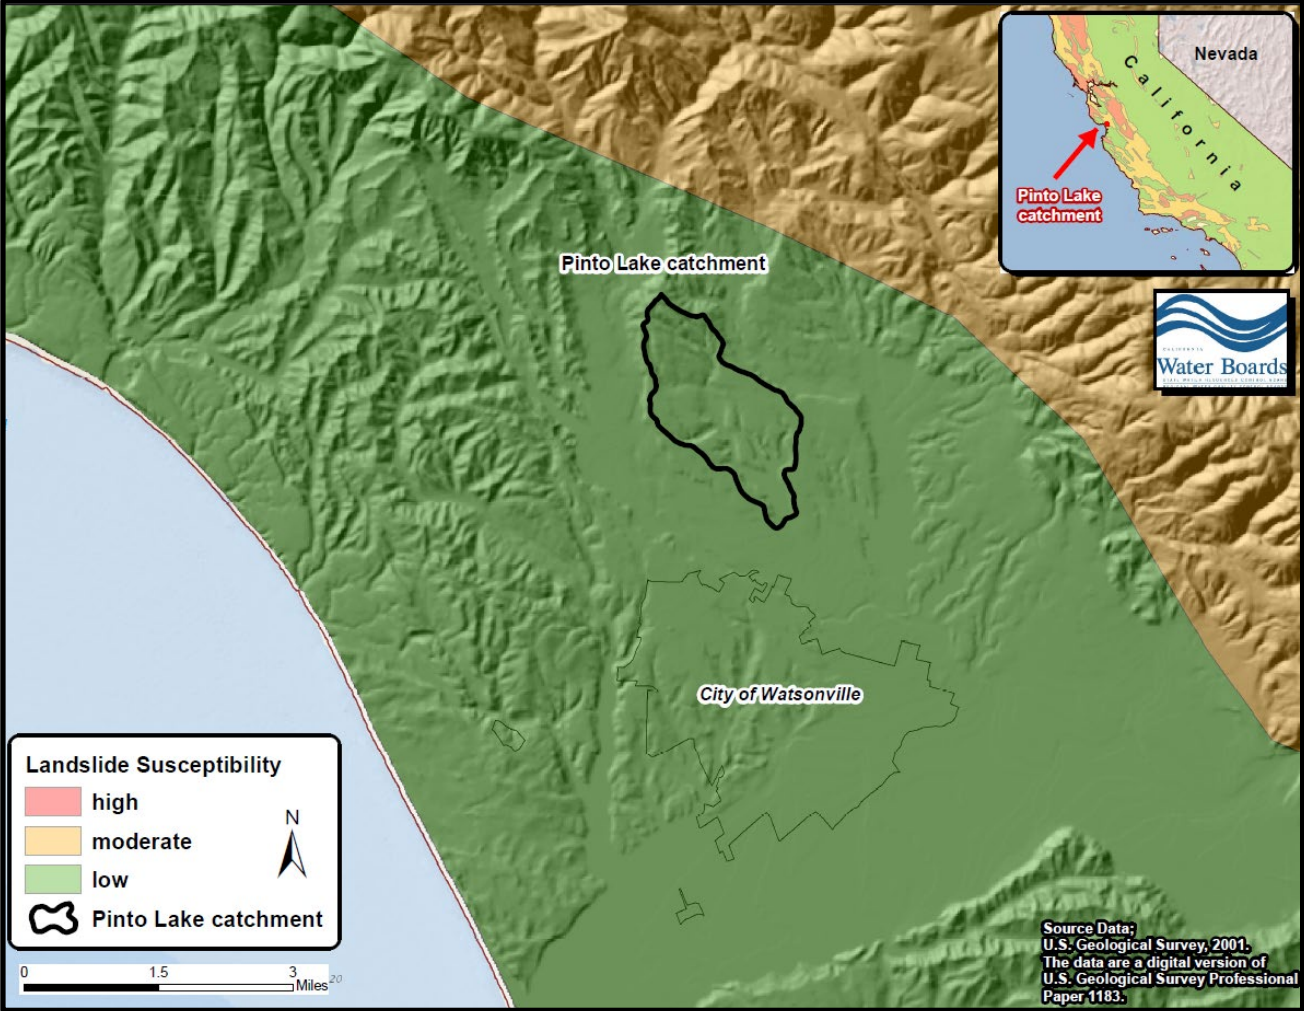 Nevada
California
Pinto Lake
catchment
Pinto Lake catchment
CALIFORNIA
Water Boards
City of Watsonville
Landslide Susceptibility
high
moderate
low
Pinto Lake catchment
N
0 1.5 3
Miles
20
Source Data;
U.S. Geological Survey, 2001.
The data are a digital version of
U.S. Geological Survey Professional
Paper 1183.